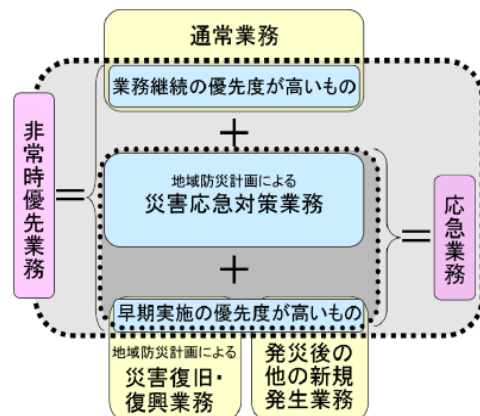 通常業務
業務継続の優先度が高いもの
+
非常時優先業務
=
地域防災計画による
災害応急対策業務
=
応急業務
+
早期実施の優先度が高いもの
地域防災計画による
災害復旧・
復興業務
発災後の
他の新規
発生業務